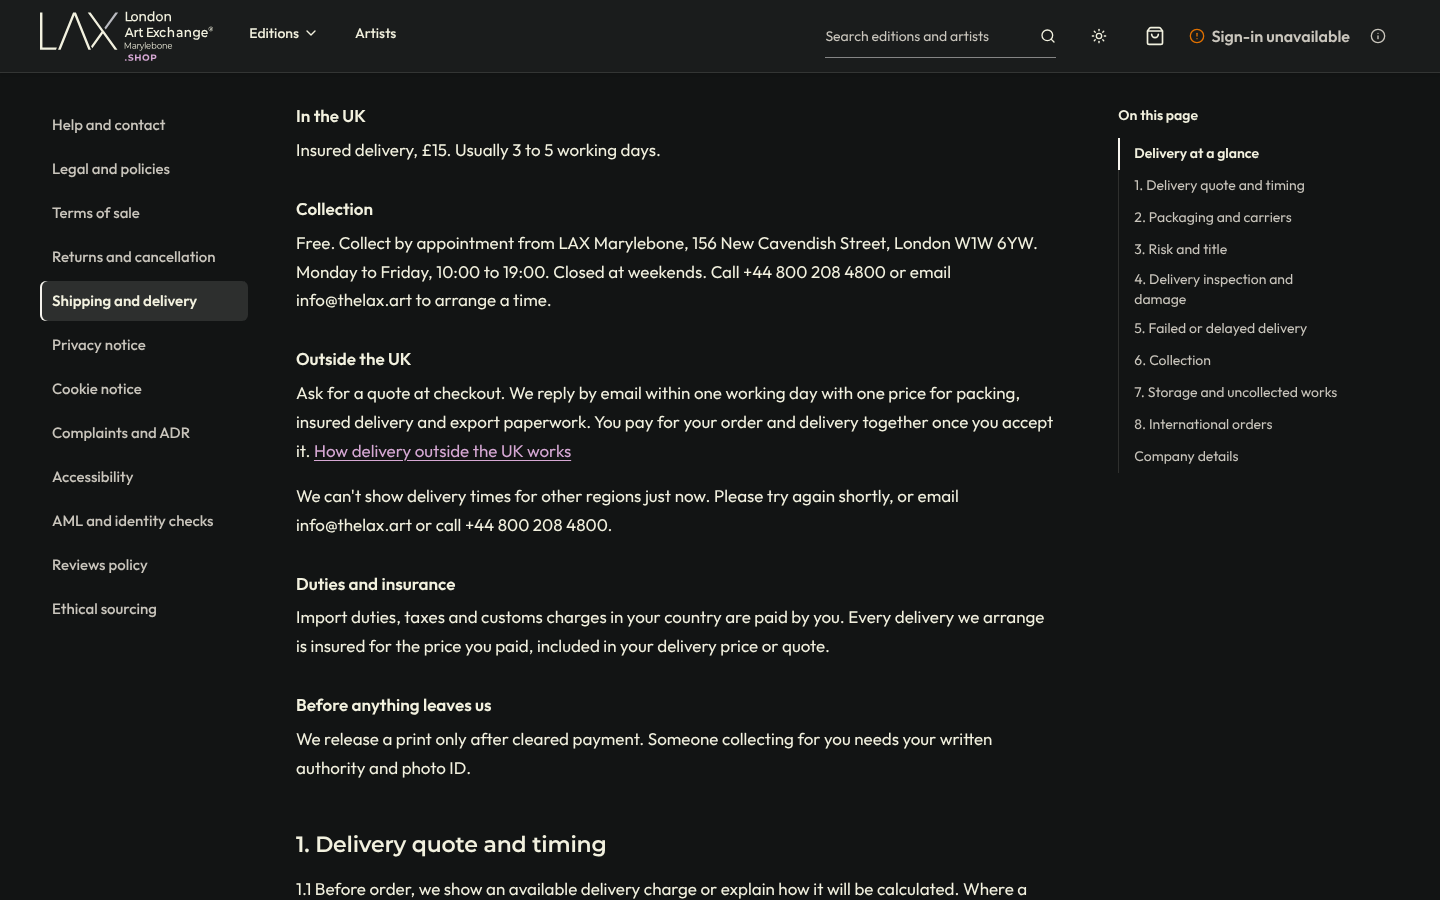 London
Art Exchange®
Marylebone
.SHOP
LAX
Editions
Artists
Search editions and artists
Sign-in unavailable
Help and contact
Legal and policies
Terms of sale
Returns and cancellation
Shipping and delivery
Privacy notice
Cookie notice
Complaints and ADR
Accessibility
AML and identity checks
Reviews policy
Ethical sourcing
In the UK
Insured delivery, £15. Usually 3 to 5 working days.
Collection
Free. Collect by appointment from LAX Marylebone, 156 New Cavendish Street, London W1W 6YW.
Monday to Friday, 10:00 to 19:00. Closed at weekends. Call +44 800 208 4800 or email
info@thelax.art to arrange a time.
Outside the UK
Ask for a quote at checkout. We reply by email within one working day with one price for packing,
insured delivery and export paperwork. You pay for your order and delivery together once you accept
it. How delivery outside the UK works
We can't show delivery times for other regions just now. Please try again shortly, or email
info@thelax.art or call +44 800 208 4800.
Duties and insurance
Import duties, taxes and customs charges in your country are paid by you. Every delivery we arrange
is insured for the price you paid, included in your delivery price or quote.
Before anything leaves us
We release a print only after cleared payment. Someone collecting for you needs your written
authority and photo ID.
1. Delivery quote and timing
1.1 Before order, we show an available delivery charge or explain how it will be calculated. Where a
On this page
Delivery at a glance
1. Delivery quote and timing
2. Packaging and carriers
3. Risk and title
4. Delivery inspection and
damage
5. Failed or delayed delivery
6. Collection
7. Storage and uncollected works
8. International orders
Company details